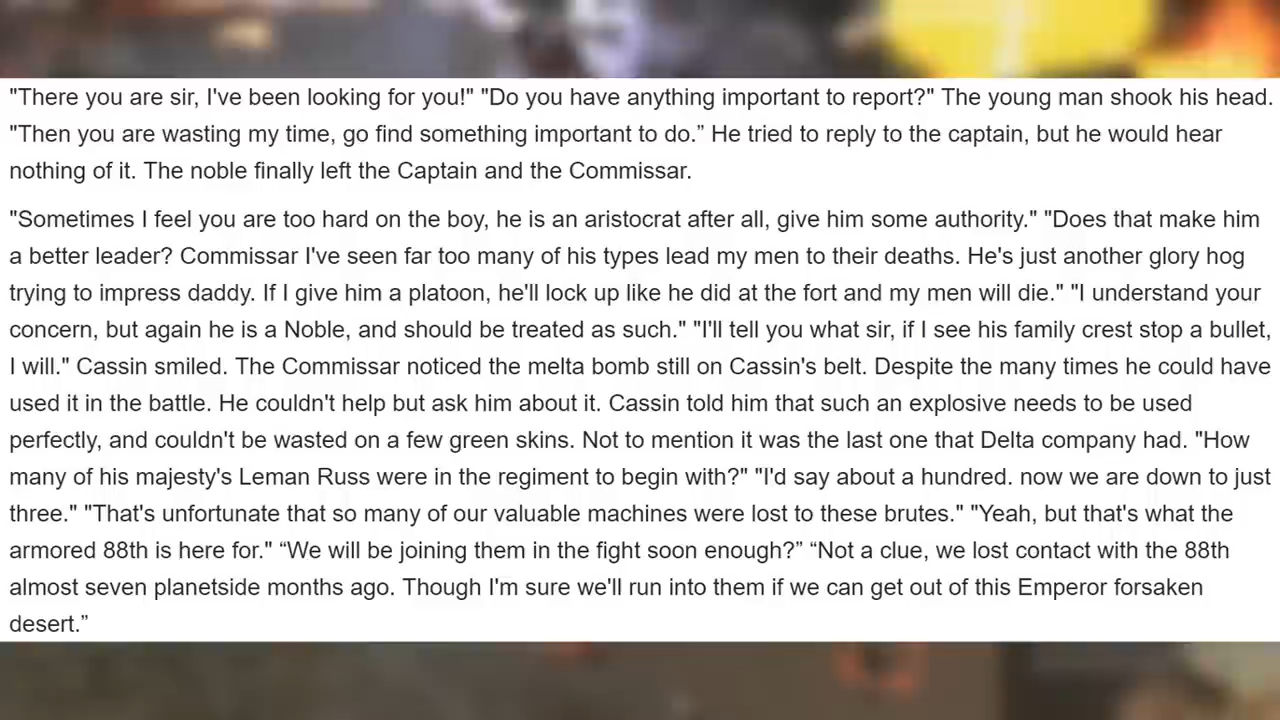 "There you are sir, I've been looking for you!" "Do you have anything important to report?" The young man shook his head.
"Then you are wasting my time, go find something important to do.” He tried to reply to the captain, but he would hear
nothing of it. The noble finally left the Captain and the Commissar.
"Sometimes I feel you are too hard on the boy, he is an aristocrat after all, give him some authority." "Does that make him
a better leader? Commissar I've seen far too many of his types lead my men to their deaths. He's just another glory hog
trying to impress daddy. If I give him a platoon, he'll lock up like he did at the fort and my men will die." "I understand your
concern, but again he is a Noble, and should be treated as such." "I'll tell you what sir, if I see his family crest stop a bullet,
I will." Cassin smiled. The Commissar noticed the melta bomb still on Cassin's belt. Despite the many times he could have
used it in the battle. He couldn't help but ask him about it. Cassin told him that such an explosive needs to be used
perfectly, and couldn't be wasted on a few green skins. Not to mention it was the last one that Delta company had. "How
many of his majesty's Leman Russ were in the regiment to begin with?" "I'd say about a hundred. now we are down to just
three." "That's unfortunate that so many of our valuable machines were lost to these brutes." "Yeah, but that's what the
armored 88th is here for." “We will be joining them in the fight soon enough?” “Not a clue, we lost contact with the 88th
almost seven planetside months ago. Though I'm sure we'll run into them if we can get out of this Emperor forsaken
desert.”